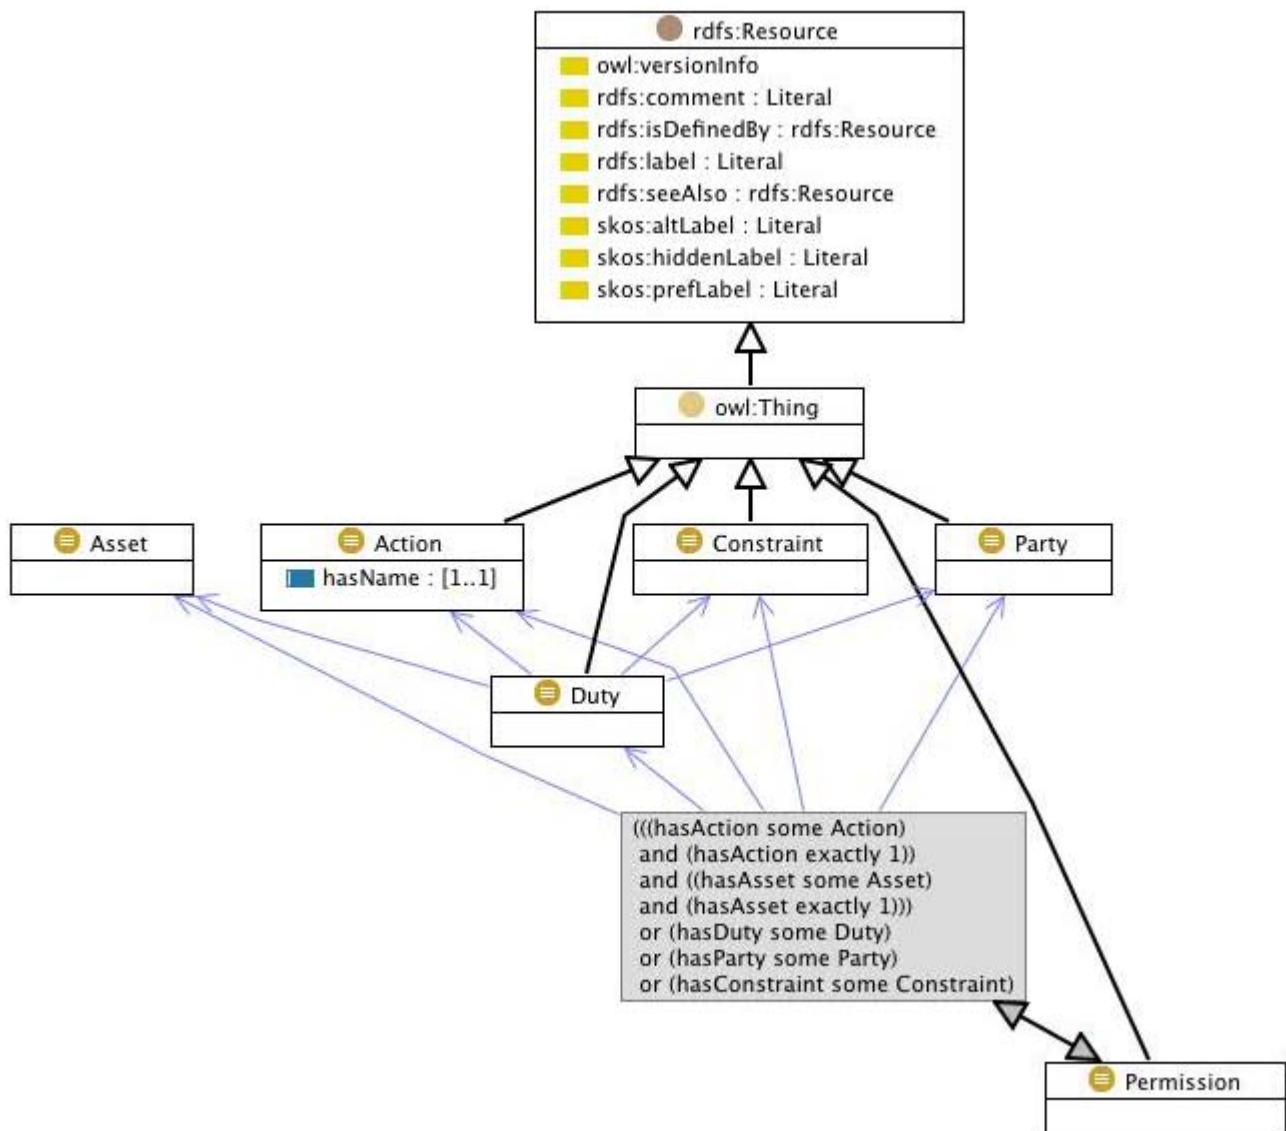 rdfs:Resource
owl:versionInfo
rdfs:comment : Literal
rdfs:isDefinedBy : rdfs:Resource
rdfs:label : Literal
rdfs:seeAlso : rdfs:Resource
skos:altLabel : Literal
skos:hiddenLabel : Literal
skos:prefLabel : Literal
owl:Thing
Asset
Action
hasName : [1..1]
Constraint
Party
Duty
(((hasAction some Action)
and (hasAction exactly 1))
and ((hasAsset some Asset)
and (hasAsset exactly 1)))
or (hasDuty some Duty)
or (hasParty some Party)
or (hasConstraint some Constraint)
Permission